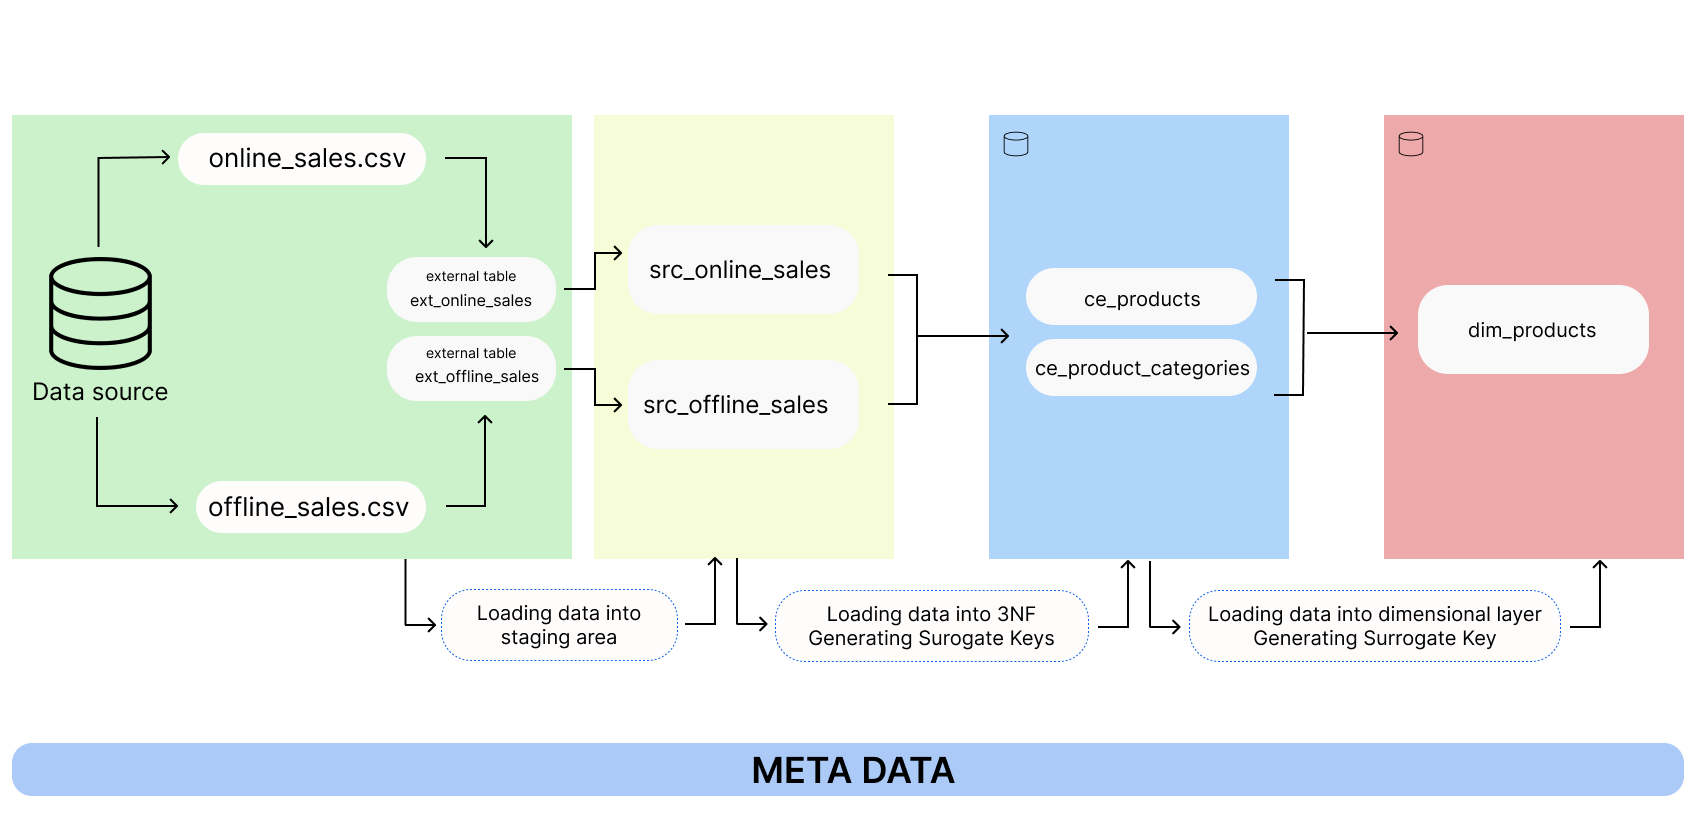 online_sales.csv
external table
ext_online_sales
external table
ext_offline_sales
Data source
offline_sales.csv
src_online_sales
src_offline_sales
ce_products
ce_product_categories
dim_products
Loading data into
staging area
Loading data into 3NF
Generating Surogate Keys
Loading data into dimensional layer
Generating Surrogate Key
META DATA